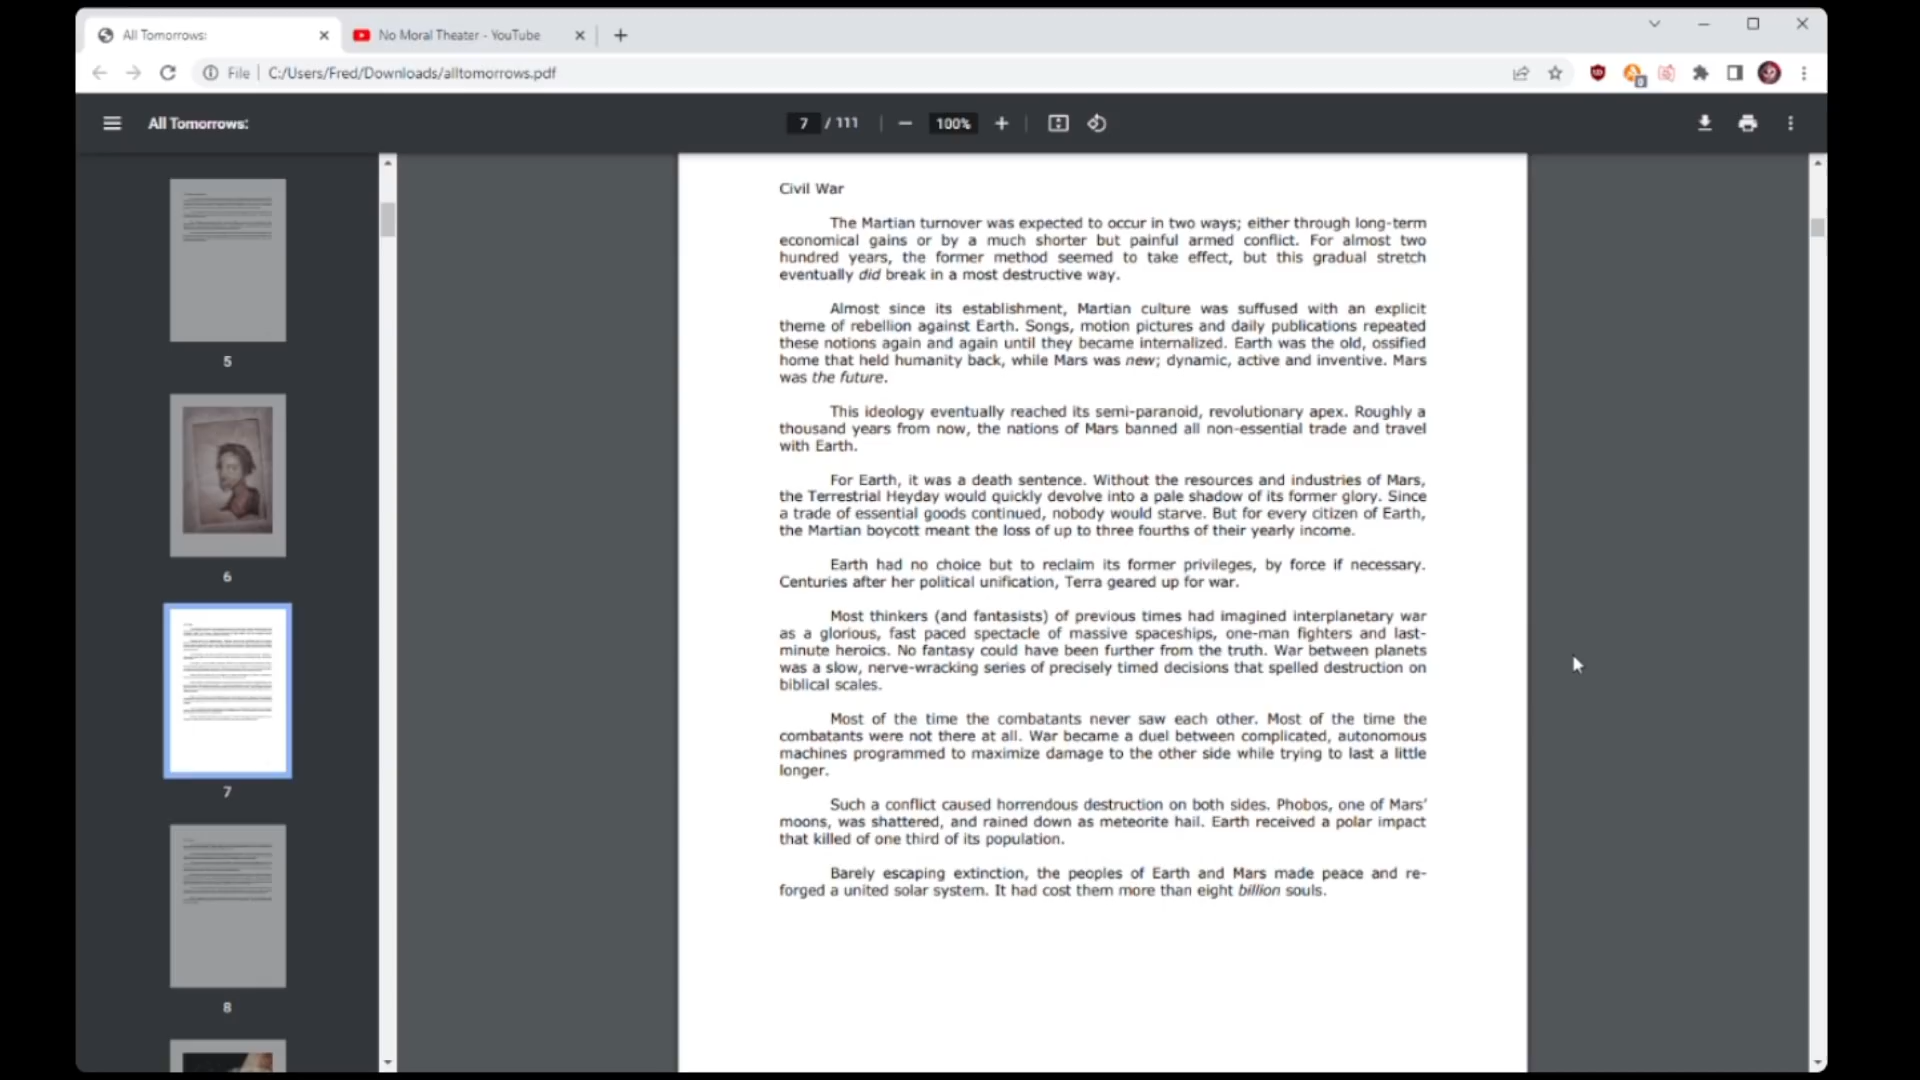 All Tomorrows:
No Moral Theater - YouTube
File
C:/Users/Fred/Downloads/alltomorrows.pdf
All Tomorrows:
7 / 111
100%
5
6
7
8
Civil War
The Martian turnover was expected to occur in two ways; either through long-term
economical gains or by a much shorter but painful armed conflict. For almost two
hundred years, the former method seemed to take effect, but this gradual stretch
eventually did break in a most destructive way.
Almost since its establishment, Martian culture was suffused with an explicit
theme of rebellion against Earth. Songs, motion pictures and daily publications repeated
these notions again and again until they became internalized. Earth was the old, ossified
home that held humanity back, while Mars was new; dynamic, active and inventive. Mars
was the future.
This ideology eventually reached its semi-paranoid, revolutionary apex. Roughly a
thousand years from now, the nations of Mars banned all non-essential trade and travel
with Earth.
For Earth, it was a death sentence. Without the resources and industries of Mars,
the Terrestrial Heyday would quickly devolve into a pale shadow of its former glory. Since
a trade of essential goods continued, nobody would starve. But for every citizen of Earth,
the Martian boycott meant the loss of up to three fourths of their yearly income.
Earth had no choice but to reclaim its former privileges, by force if necessary.
Centuries after her political unification, Terra geared up for war.
Most thinkers (and fantasists) of previous times had imagined interplanetary war
as a glorious, fast paced spectacle of massive spaceships, one-man fighters and last-
minute heroics. No fantasy could have been further from the truth. War between planets
was a slow, nerve-wracking series of precisely timed decisions that spelled destruction on
biblical scales.
Most of the time the combatants never saw each other. Most of the time the
combatants were not there at all. War became a duel between complicated, autonomous
machines programmed to maximize damage to the other side while trying to last a little
longer.
Such a conflict caused horrendous destruction on both sides. Phobos, one of Mars'
moons, was shattered, and rained down as meteorite hail. Earth received a polar impact
that killed of one third of its population.
Barely escaping extinction, the peoples of Earth and Mars made peace and re-
forged a united solar system. It had cost them more than eight billion souls.